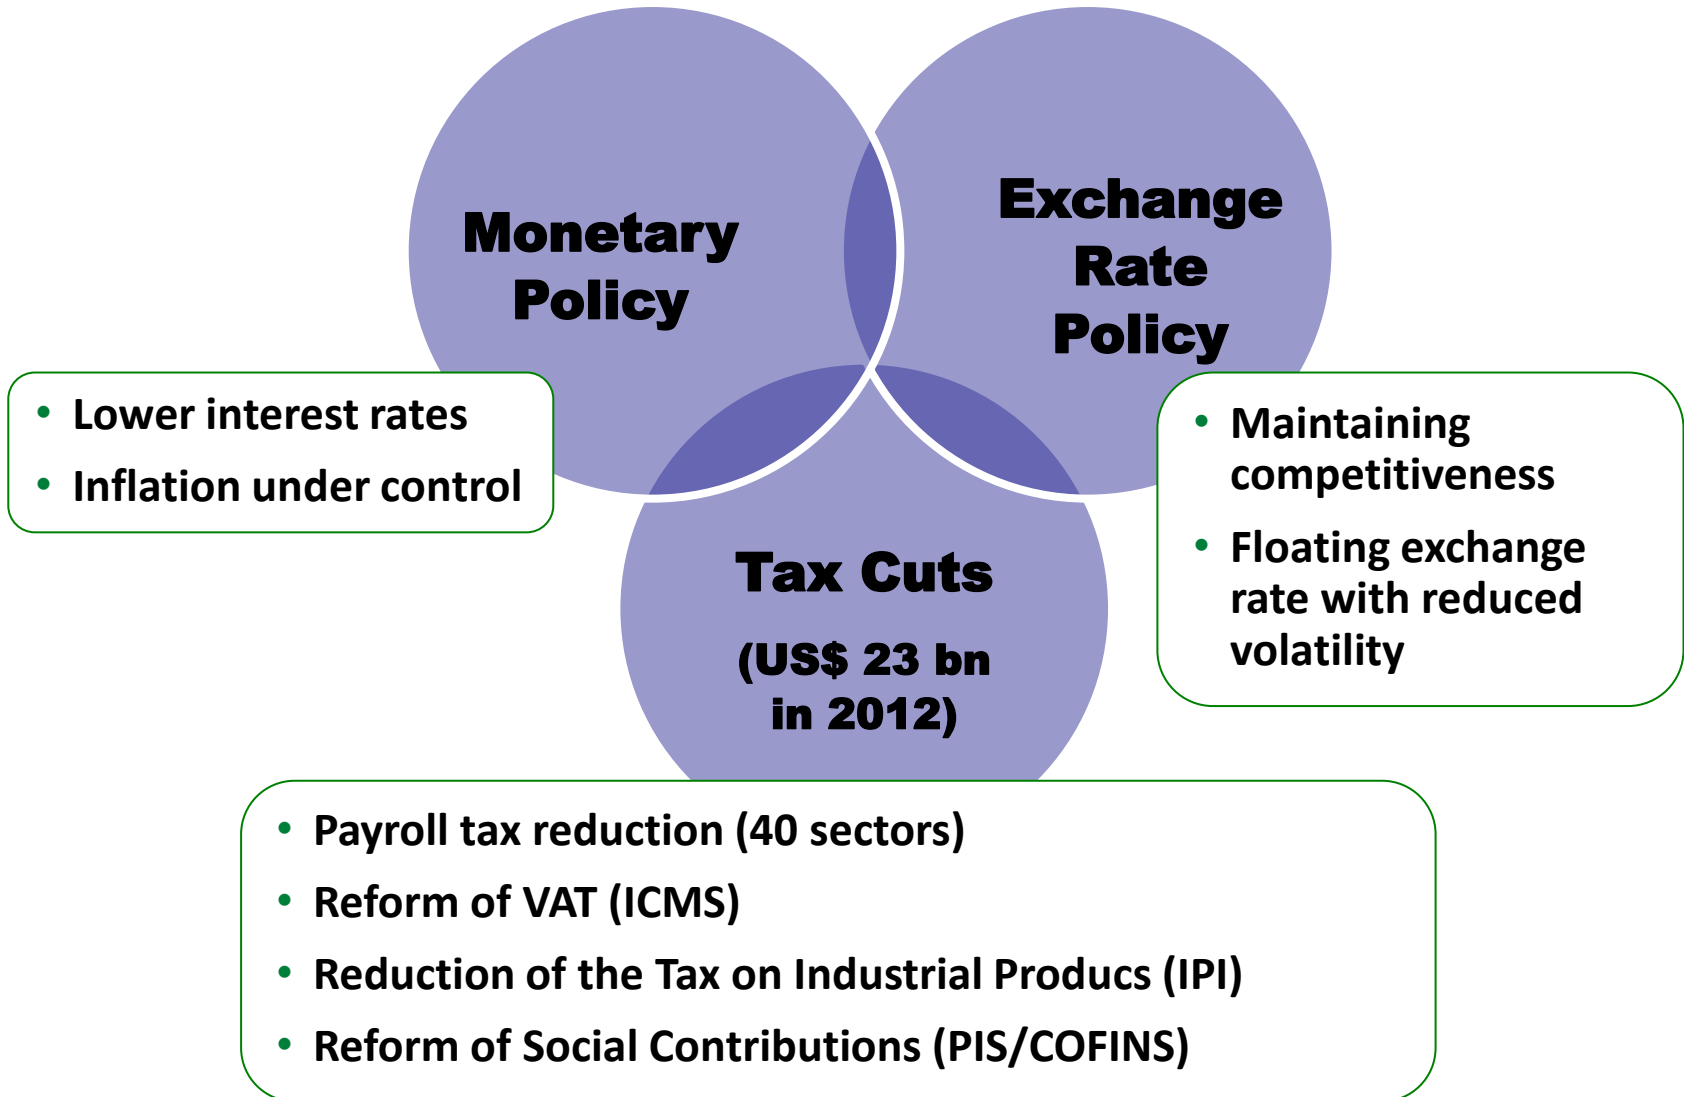 Monetary
Policy
Exchange
Rate
Policy
• Lower interest rates
• Inflation under control
• Maintaining
competitiveness
• Floating exchange
rate with reduced
volatility
Tax Cuts
(US$ 23 bn
in 2012)
• Payroll tax reduction (40 sectors)
• Reform of VAT (ICMS)
• Reduction of the Tax on Industrial Producs (IPI)
• Reform of Social Contributions (PIS/COFINS)